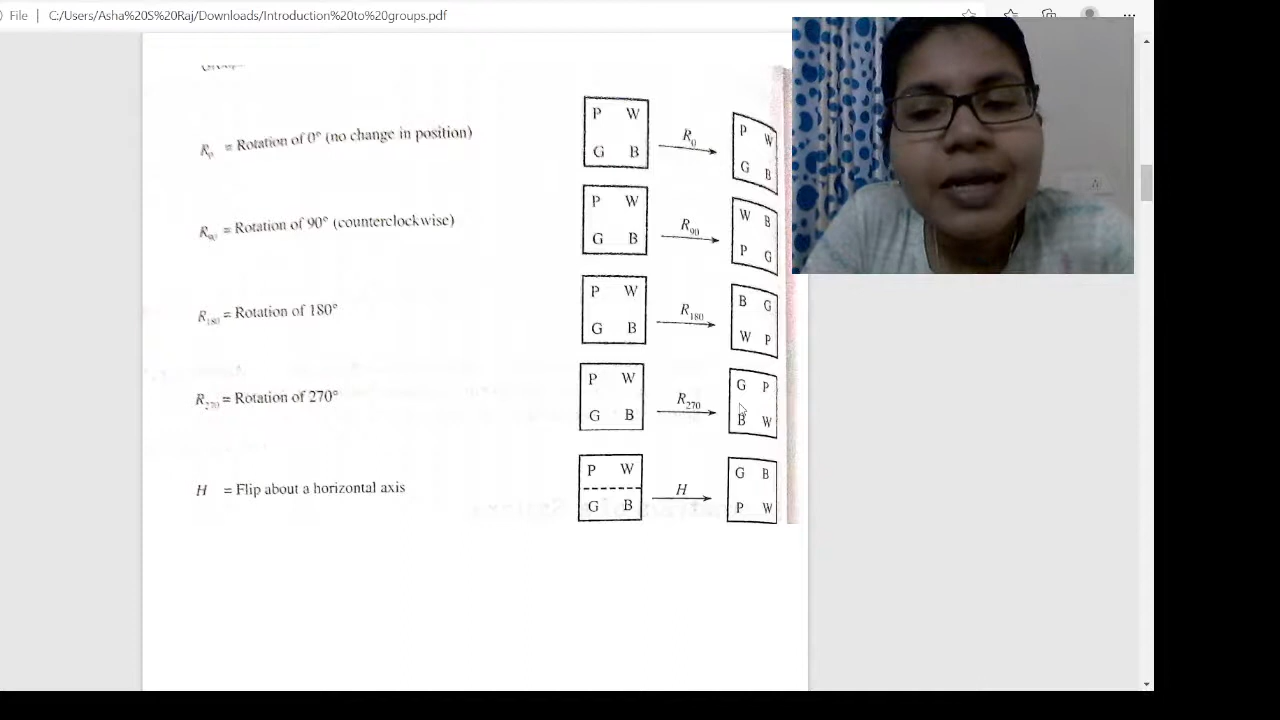 File | C:/Users/Asha%20S%20Raj/Downloads/Introduction%20to%20groups.pdf
R0 = Rotation of 0° (no change in position)
P W
G B
R0
P W
G B
R90 = Rotation of 90° (counterclockwise)
P W
G B
R90
W B
P G
R180 = Rotation of 180°
P W
G B
R180
B G
W P
R270 = Rotation of 270°
P W
G B
R270
G P
B W
H = Flip about a horizontal axis
P W
G B
H
G B
P W